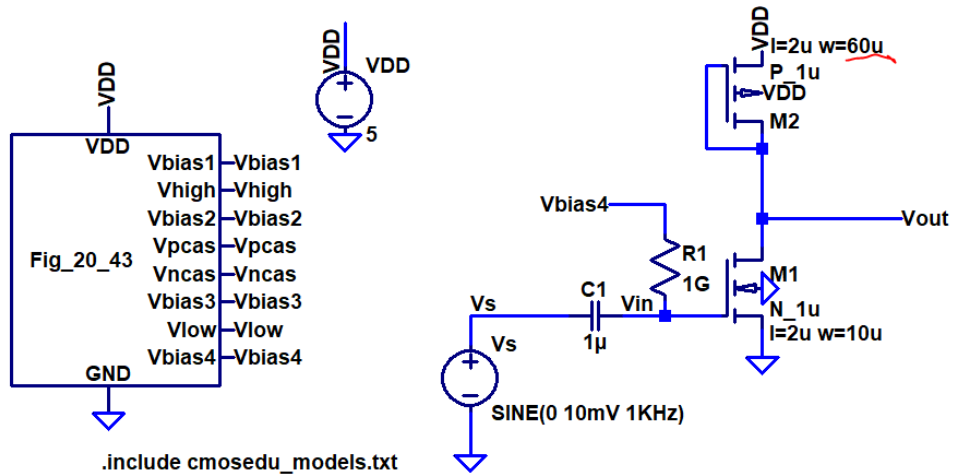 VDD
VDD
Vbias1 Vbias1
Vhigh Vhigh
Vbias2 Vbias2
Fig_20_43
Vpcas Vpcas
Vncas Vncas
Vbias3 Vbias3
Vlow Vlow
Vbias4 Vbias4
GND
VDD
VDD
5
VDD
l=2u w=60u
P_1u
VDD
M2
Vbias4
Vout
R1
1G
M1
N_1u
l=2u w=10u
C1
1µ
Vs
Vin
Vs
SINE(0 10mV 1KHz)
.include cmosedu_models.txt